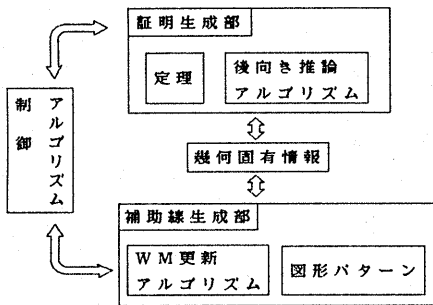 証明生成部
定理
後向き推論
アルゴリズム
制御
アルゴリズム
幾何固有情報
補助線生成部
WM更新
アルゴリズム
図形パターン